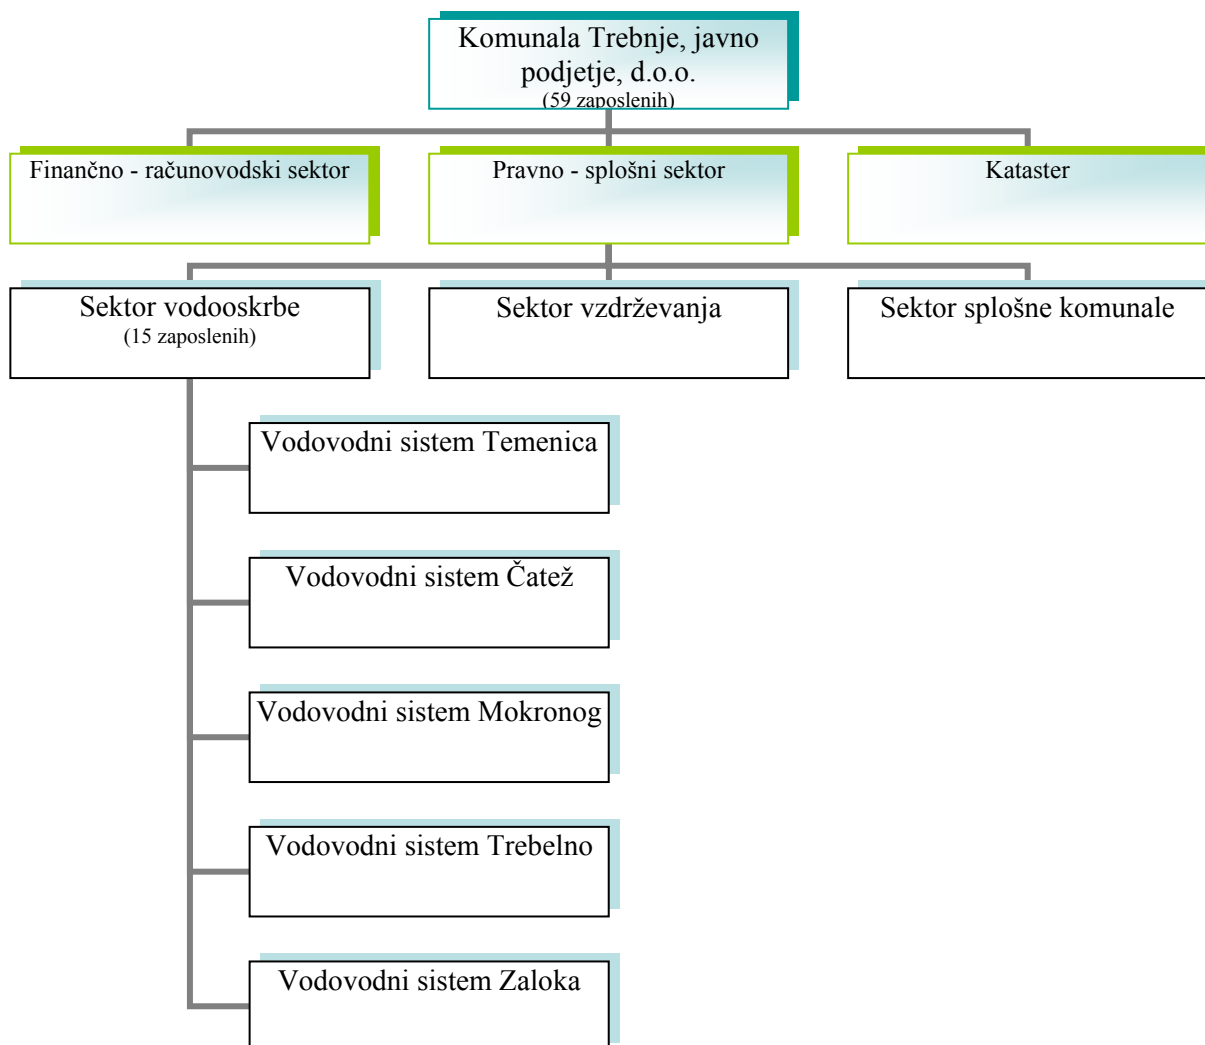 Komunala Trebnje, javno
podjetje, d.o.o.
(59 zaposlenih)
Finančno - računovodski sektor
Pravno - splošni sektor
Kataster
Sektor vodooskrbe
(15 zaposlenih)
Sektor vzdrževanja
Sektor splošne komunale
Vodovodni sistem Temenica
Vodovodni sistem Čatež
Vodovodni sistem Mokronog
Vodovodni sistem Trebelno
Vodovodni sistem Zaloka